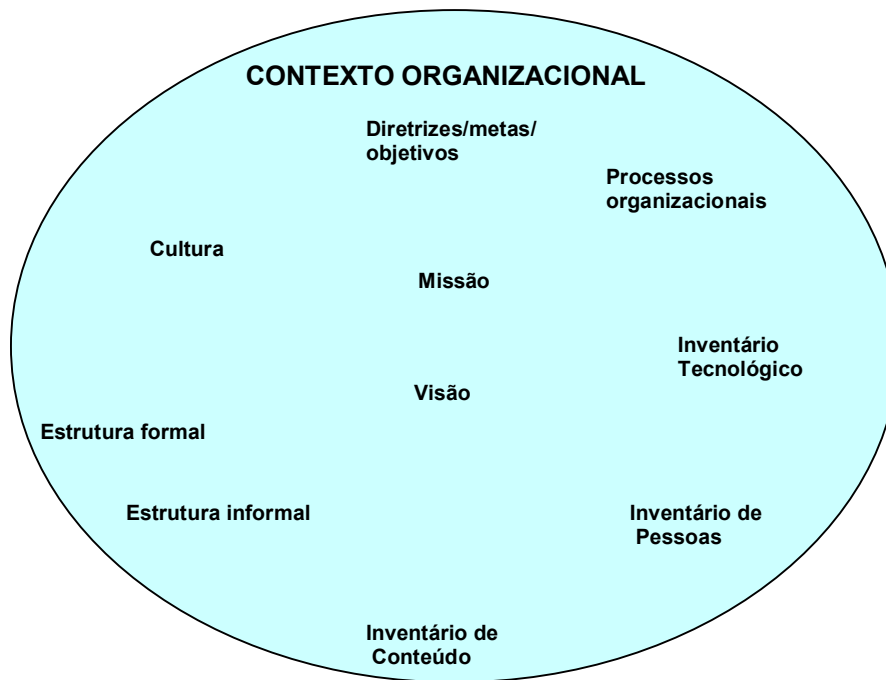 CONTEXTO ORGANIZACIONAL
Diretrizes/metas/
objetivos
Processos
organizacionais
Cultura
Missão
Inventário
Tecnológico
Visão
Estrutura formal
Estrutura informal
Inventário de
Pessoas
Inventário de
Conteúdo